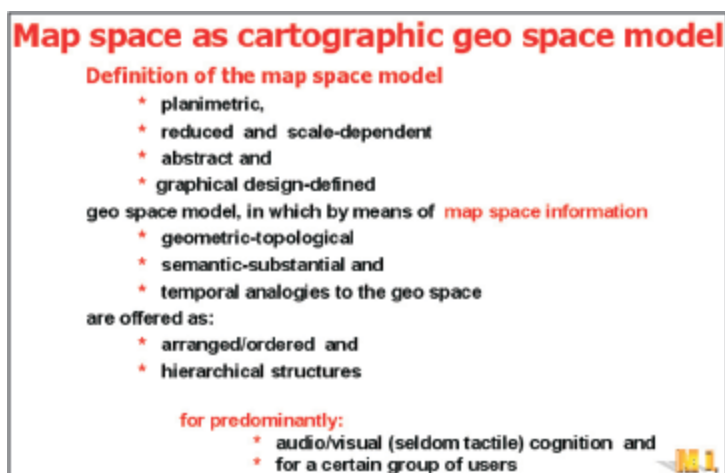 Map space as cartographic geo space model
Definition of the map space model
* planimetric,
* reduced and scale-dependent
* abstract and
* graphical design-defined
geo space model, in which by means of map space information
* geometric-topological
* semantic-substantial and
* temporal analogies to the geo space
are offered as:
* arranged/ordered and
* hierarchical structures
for predominantly:
* audio/visual (seldom tactile) cognition and
* for a certain group of users